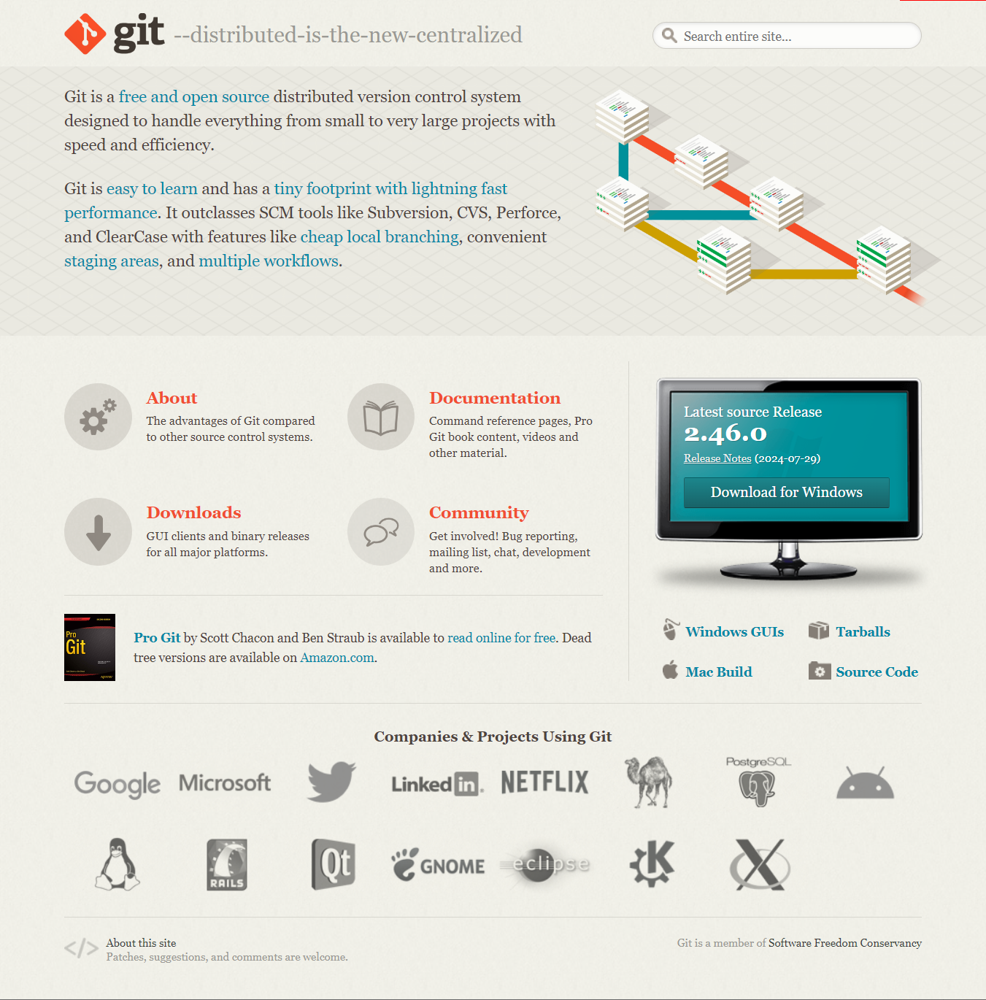 git --distributed-is-the-new-centralized
Search entire site...
Git is a free and open source distributed version control system
designed to handle everything from small to very large projects with
speed and efficiency.
Git is easy to learn and has a tiny footprint with lightning fast
performance. It outclasses SCM tools like Subversion, CVS, Perforce,
and ClearCase with features like cheap local branching, convenient
staging areas, and multiple workflows.
About
The advantages of Git compared
to other source control systems.
Documentation
Command reference pages, Pro
Git book content, videos and
other material.
Downloads
GUI clients and binary releases
for all major platforms.
Community
Get involved! Bug reporting,
mailing list, chat, development
and more.
Pro
Git
Pro Git by Scott Chacon and Ben Straub is available to read online for free. Dead
tree versions are available on Amazon.com.
Latest source Release
2.46.0
Release Notes (2024-07-29)
Download for Windows
Windows GUIs
Tarballs
Mac Build
Source Code
Companies & Projects Using Git
Google
Microsoft
Linked in.
NETFLIX
PostgreSQL
RAILS
Qt
GNOME
eclipse
K
X
</>
About this site
Patches, suggestions, and comments are welcome.
Git is a member of Software Freedom Conservancy